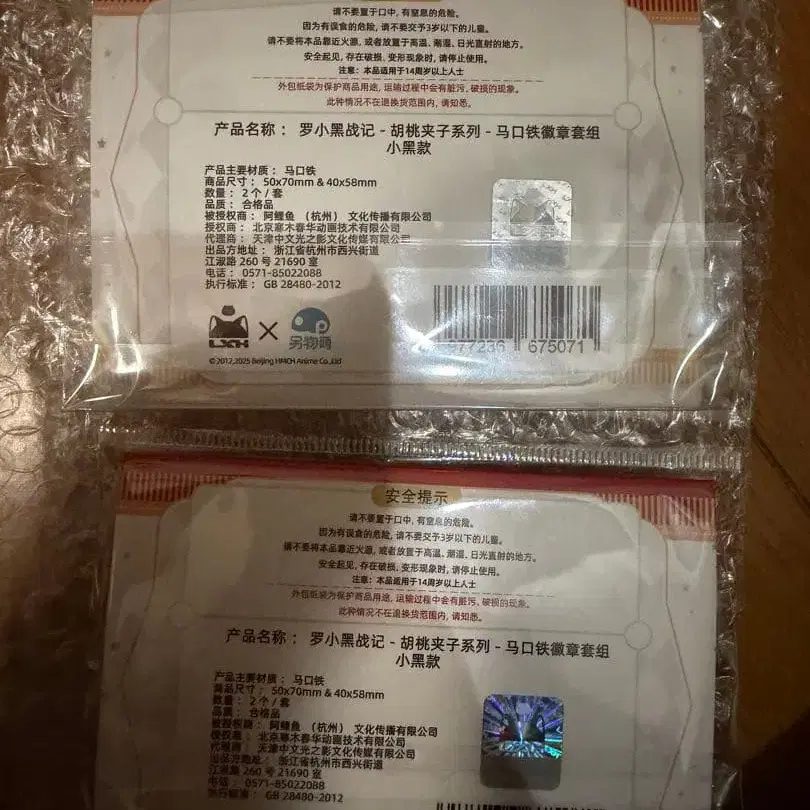 请不要置于口中, 有窒息的危险。
因为有误食的危险, 请不要交予3岁以下的儿童。
请不要将本品靠近火源, 或者放置于高温、潮湿、日光直射的地方。
安全起见, 存在破损、变形现象时, 请停止使用。
注意: 本品适用于14周岁以上人士
外包纸袋为保护商品用途, 运输过程中会有脏污、破损的现象。
此种情况不在退换货范围内, 请知悉。
产品名称: 罗小黑战记 - 胡桃夹子系列 - 马口铁徽章套组
小黑款
产品主要材质: 马口铁
商品尺寸: 50x70mm & 40x58mm
数量: 2个/套
品质: 合格品
被授权商: 阿鲤鱼 (杭州) 文化传播有限公司
授权商: 北京寒木春华动画技术有限公司
代理商: 天津中文光之影文化传媒有限公司
出品方地址: 浙江省杭州市西兴街道
江淑路 260 号 21690 室
电话: 0571-85022088
执行标准: GB 28480-2012
LXH ×
©2012,2025 Beijing HMCH Anime Co.,Ltd
677236 675071
安全提示
请不要置于口中, 有窒息的危险。
因为有误食的危险, 请不要交予3岁以下的儿童。
请不要将本品靠近火源, 或者放置于高温、潮湿、日光直射的地方。
安全起见, 存在破损、变形现象时, 请停止使用。
注意: 本品适用于14周岁以上人士
外包纸袋为保护商品用途, 运输过程中会有脏污、破损的现象。
此种情况不在退换货范围内, 请知悉。
产品名称: 罗小黑战记 - 胡桃夹子系列 - 马口铁徽章套组
小黑款
产品主要材质: 马口铁
商品尺寸: 50x70mm & 40x58mm
数量: 2个/套
品质: 合格品
被授权商: 阿鲤鱼 (杭州) 文化传播有限公司
授权商: 北京寒木春华动画技术有限公司
代理商: 天津中文光之影文化传媒有限公司
出品方地址: 浙江省杭州市西兴街道
江淑路 260 号 21690 室
电话: 0571-85022088
执行标准: GB 28480-2012